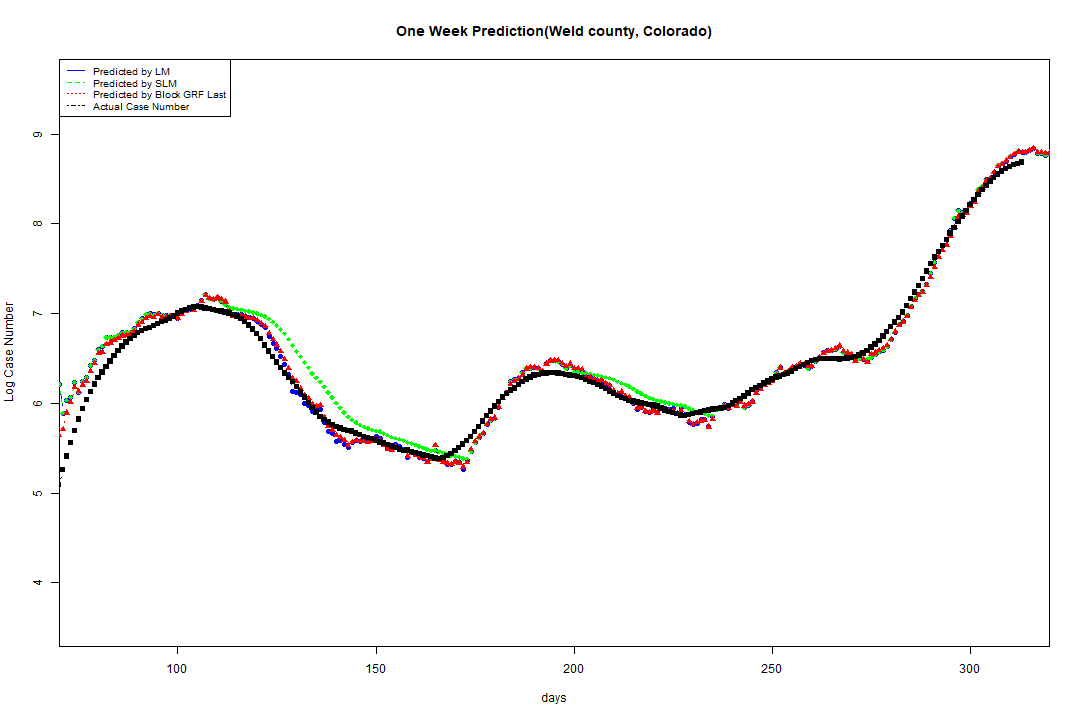 One Week Prediction(Weld county, Colorado)
Predicted by LM
Predicted by SLM
Predicted by Block GRF Last
Actual Case Number
Log Case Number
9
8
7
6
5
4
100 150 200 250 300
days